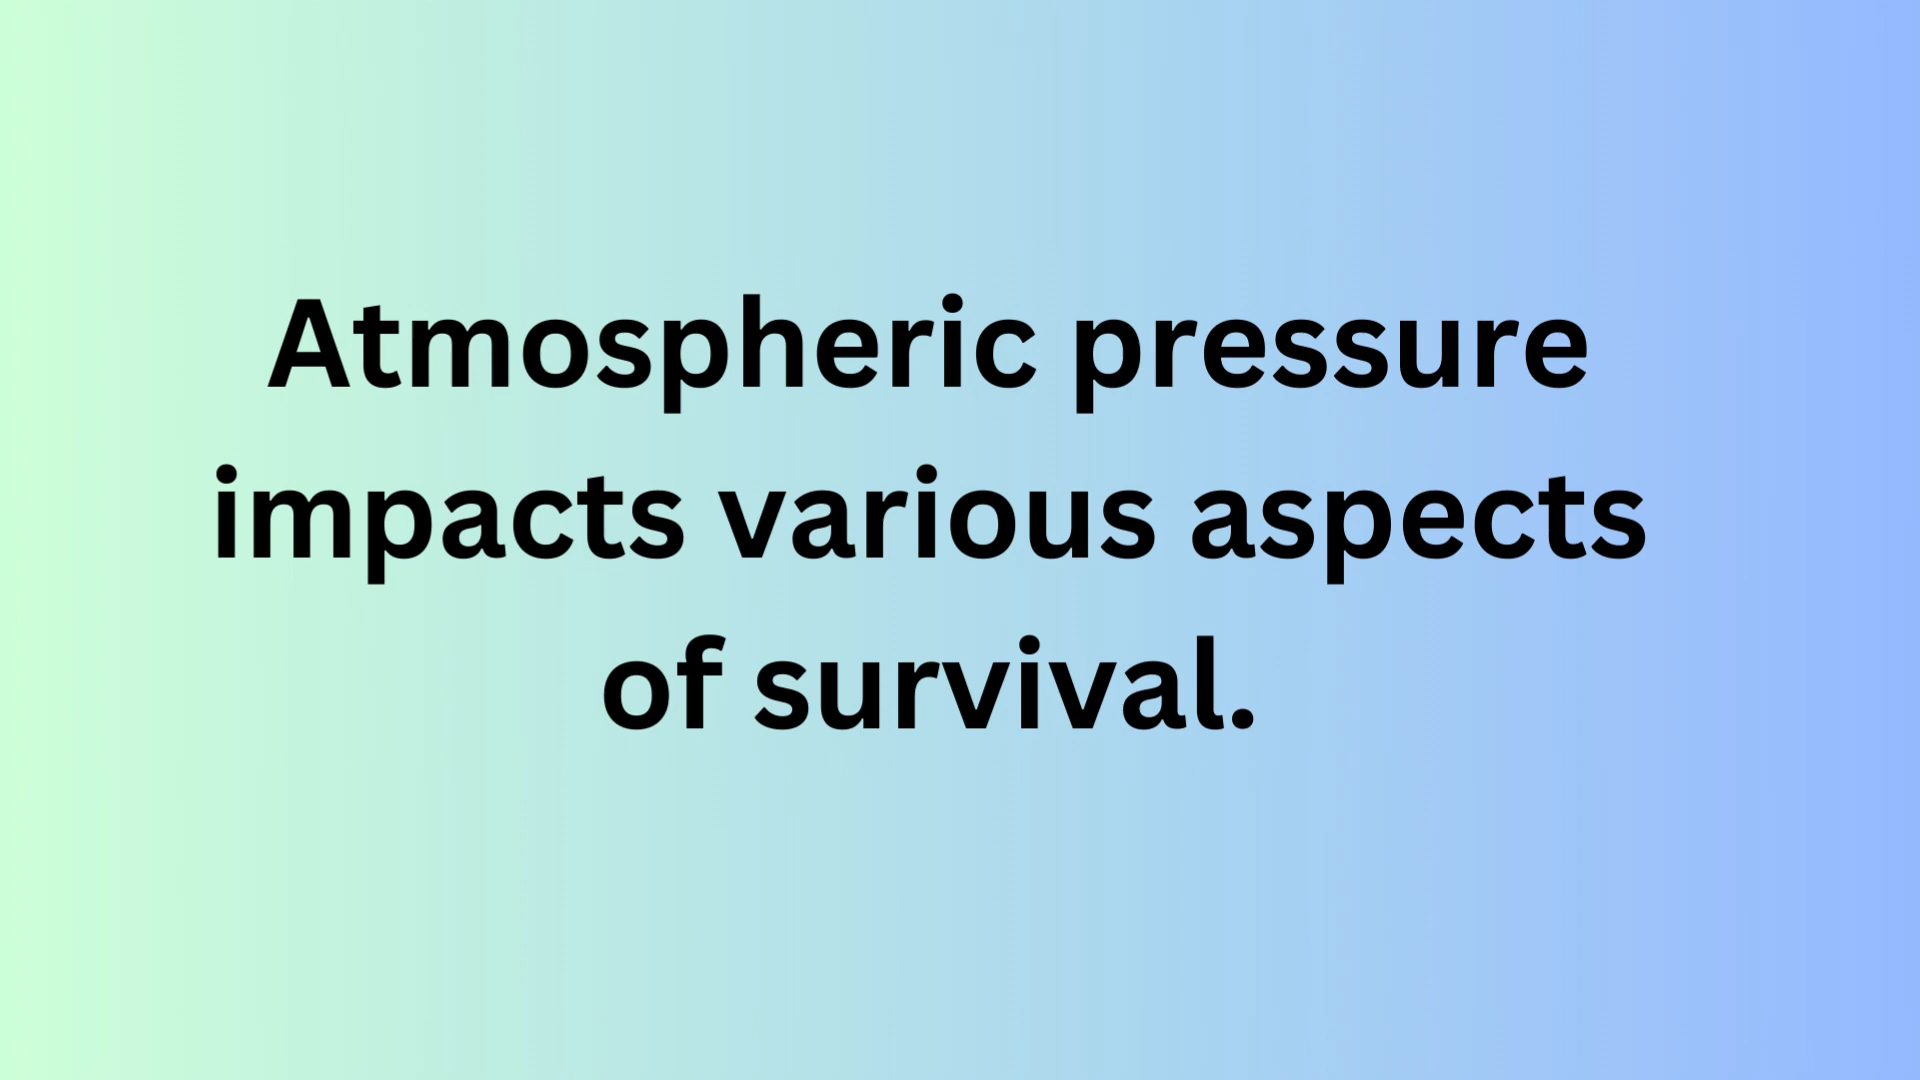 Atmospheric pressure
impacts various aspects
of survival.